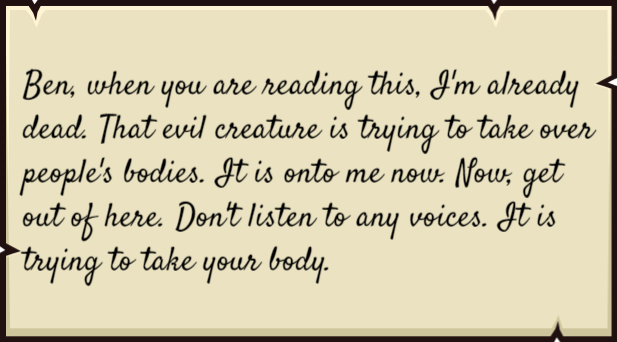 Ben, when you are reading this, I'm already
dead. That evil creature is trying to take over
people's bodies. It is onto me now. Now, get
out of here. Don't listen to any voices. It is
trying to take your body.